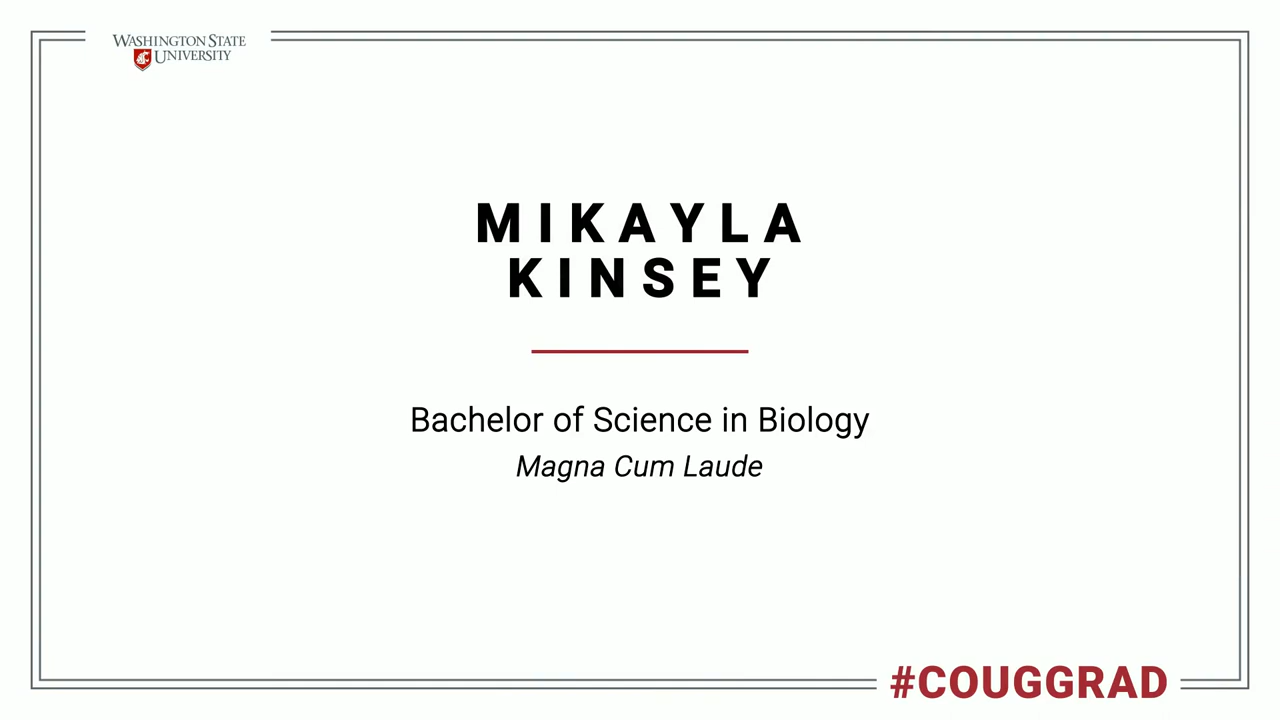 WASHINGTON STATE
UNIVERSITY
MIKAYLA
KINSEY
Bachelor of Science in Biology
Magna Cum Laude
#COUGGRAD